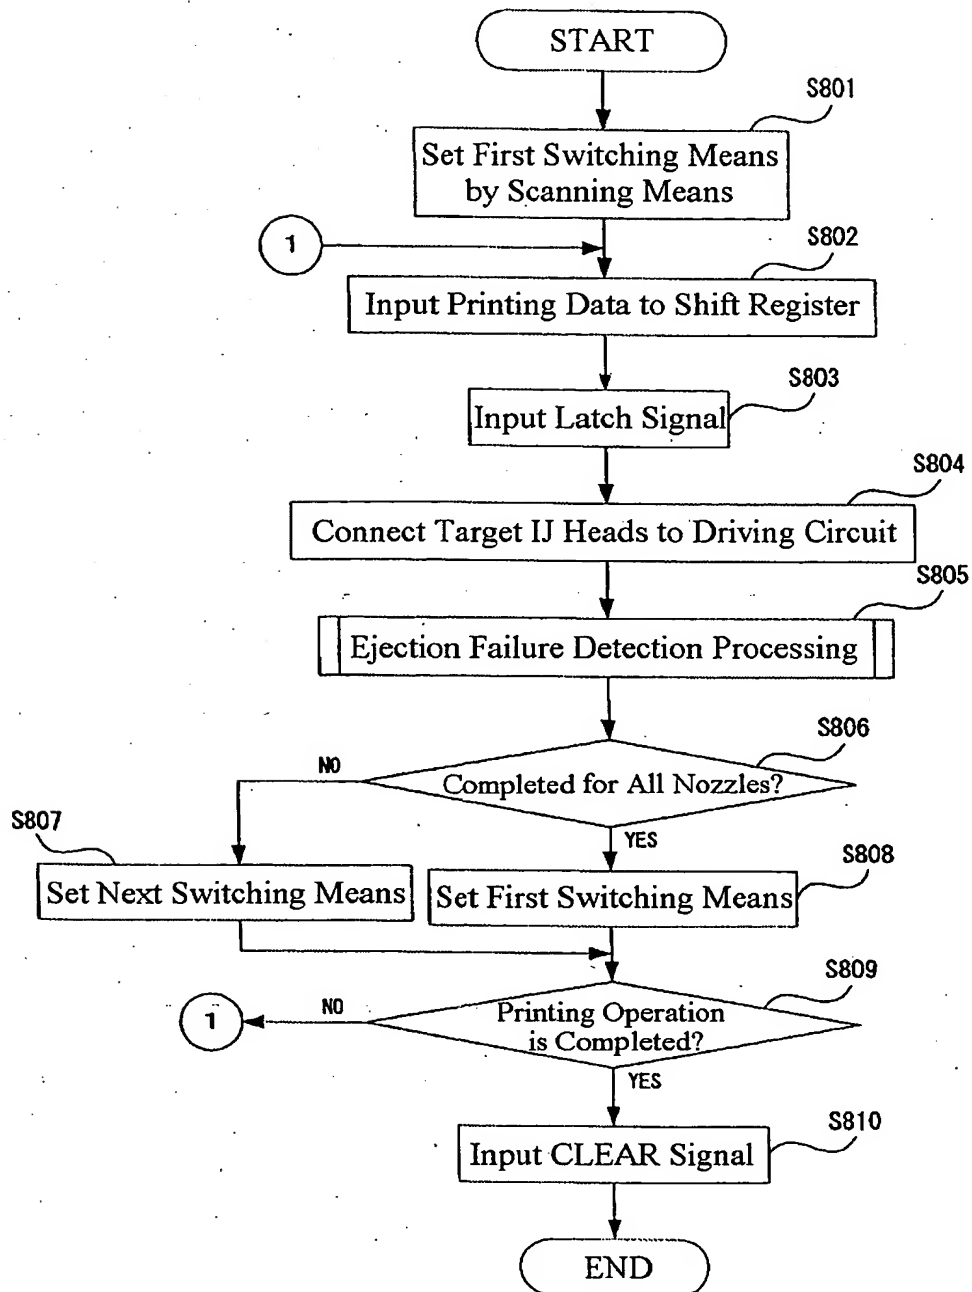 START
S801
Set First Switching Means
by Scanning Means
1
S802
Input Printing Data to Shift Register
S803
Input Latch Signal
S804
Connect Target IJ Heads to Driving Circuit
S805
Ejection Failure Detection Processing
S806
NO
Completed for All Nozzles?
S807
YES
S808
Set Next Switching Means
Set First Switching Means
S809
1
NO
Printing Operation
is Completed?
YES
S810
Input CLEAR Signal
END